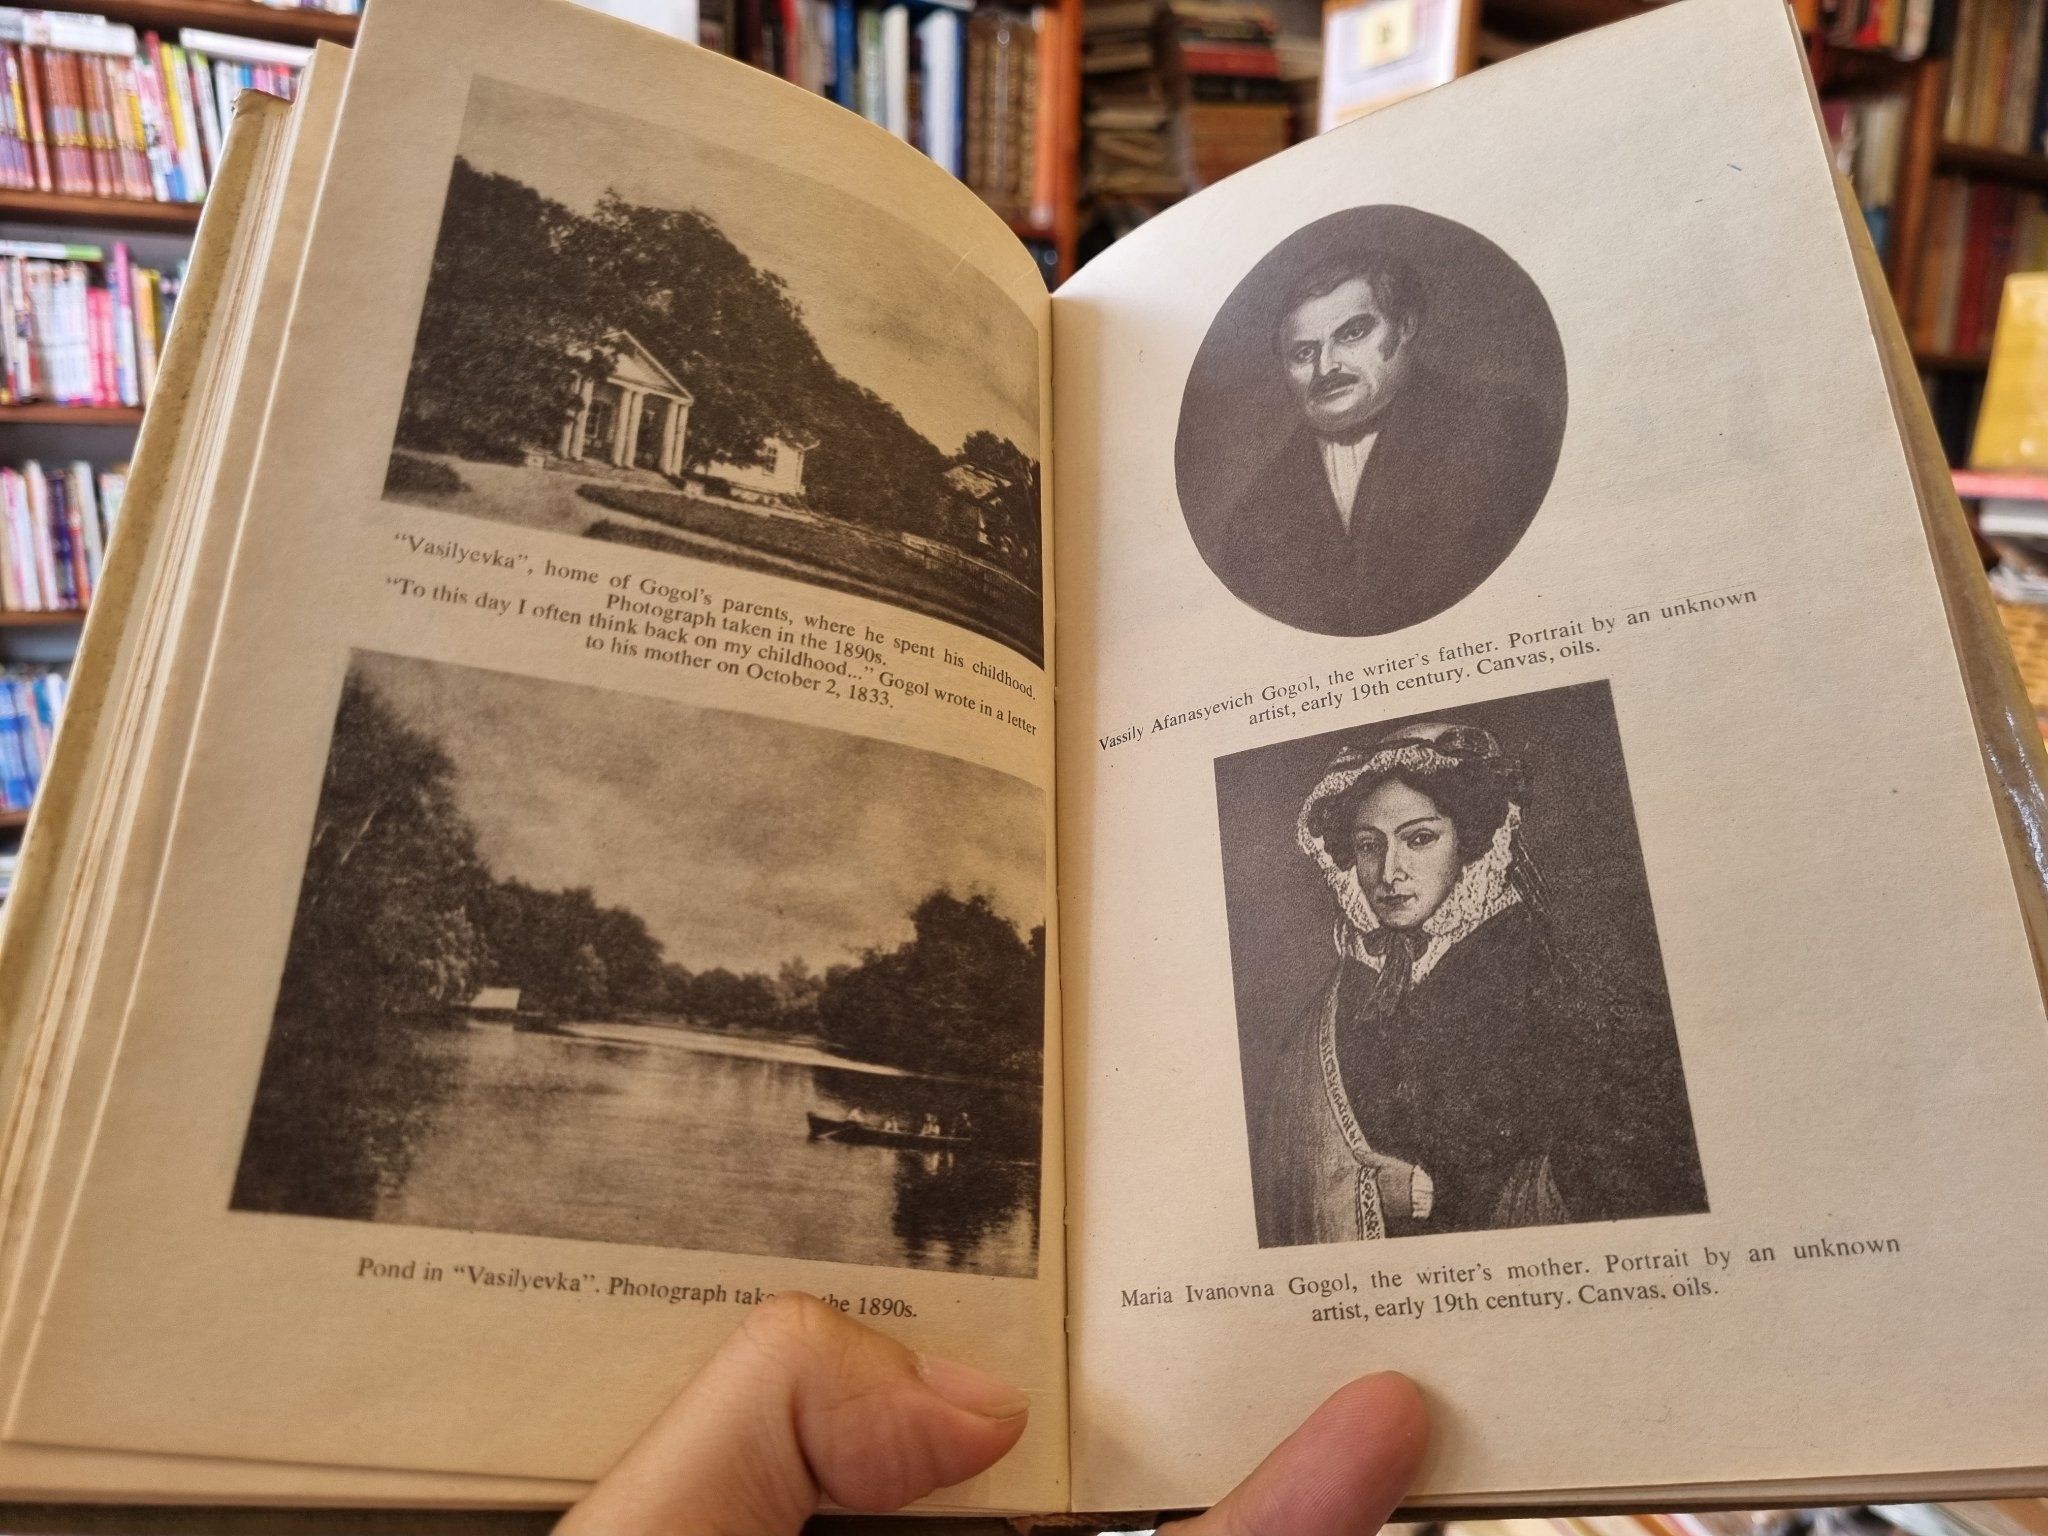 “Vasilyevka”, home of Gogol’s parents, where he spent his childhood.
Photograph taken in the 1890s.
“To this day I often think back on my childhood...” Gogol wrote in a letter
to his mother on October 2, 1833.
Pond in “Vasilyevka”. Photograph the 1890s.
Vassily Afanasyevich Gogol, the writer’s father. Portrait by an unknown
artist, early 19th century. Canvas, oils.
Maria Ivanovna Gogol, the writer’s mother. Portrait by an unknown
artist, early 19th century. Canvas, oils.